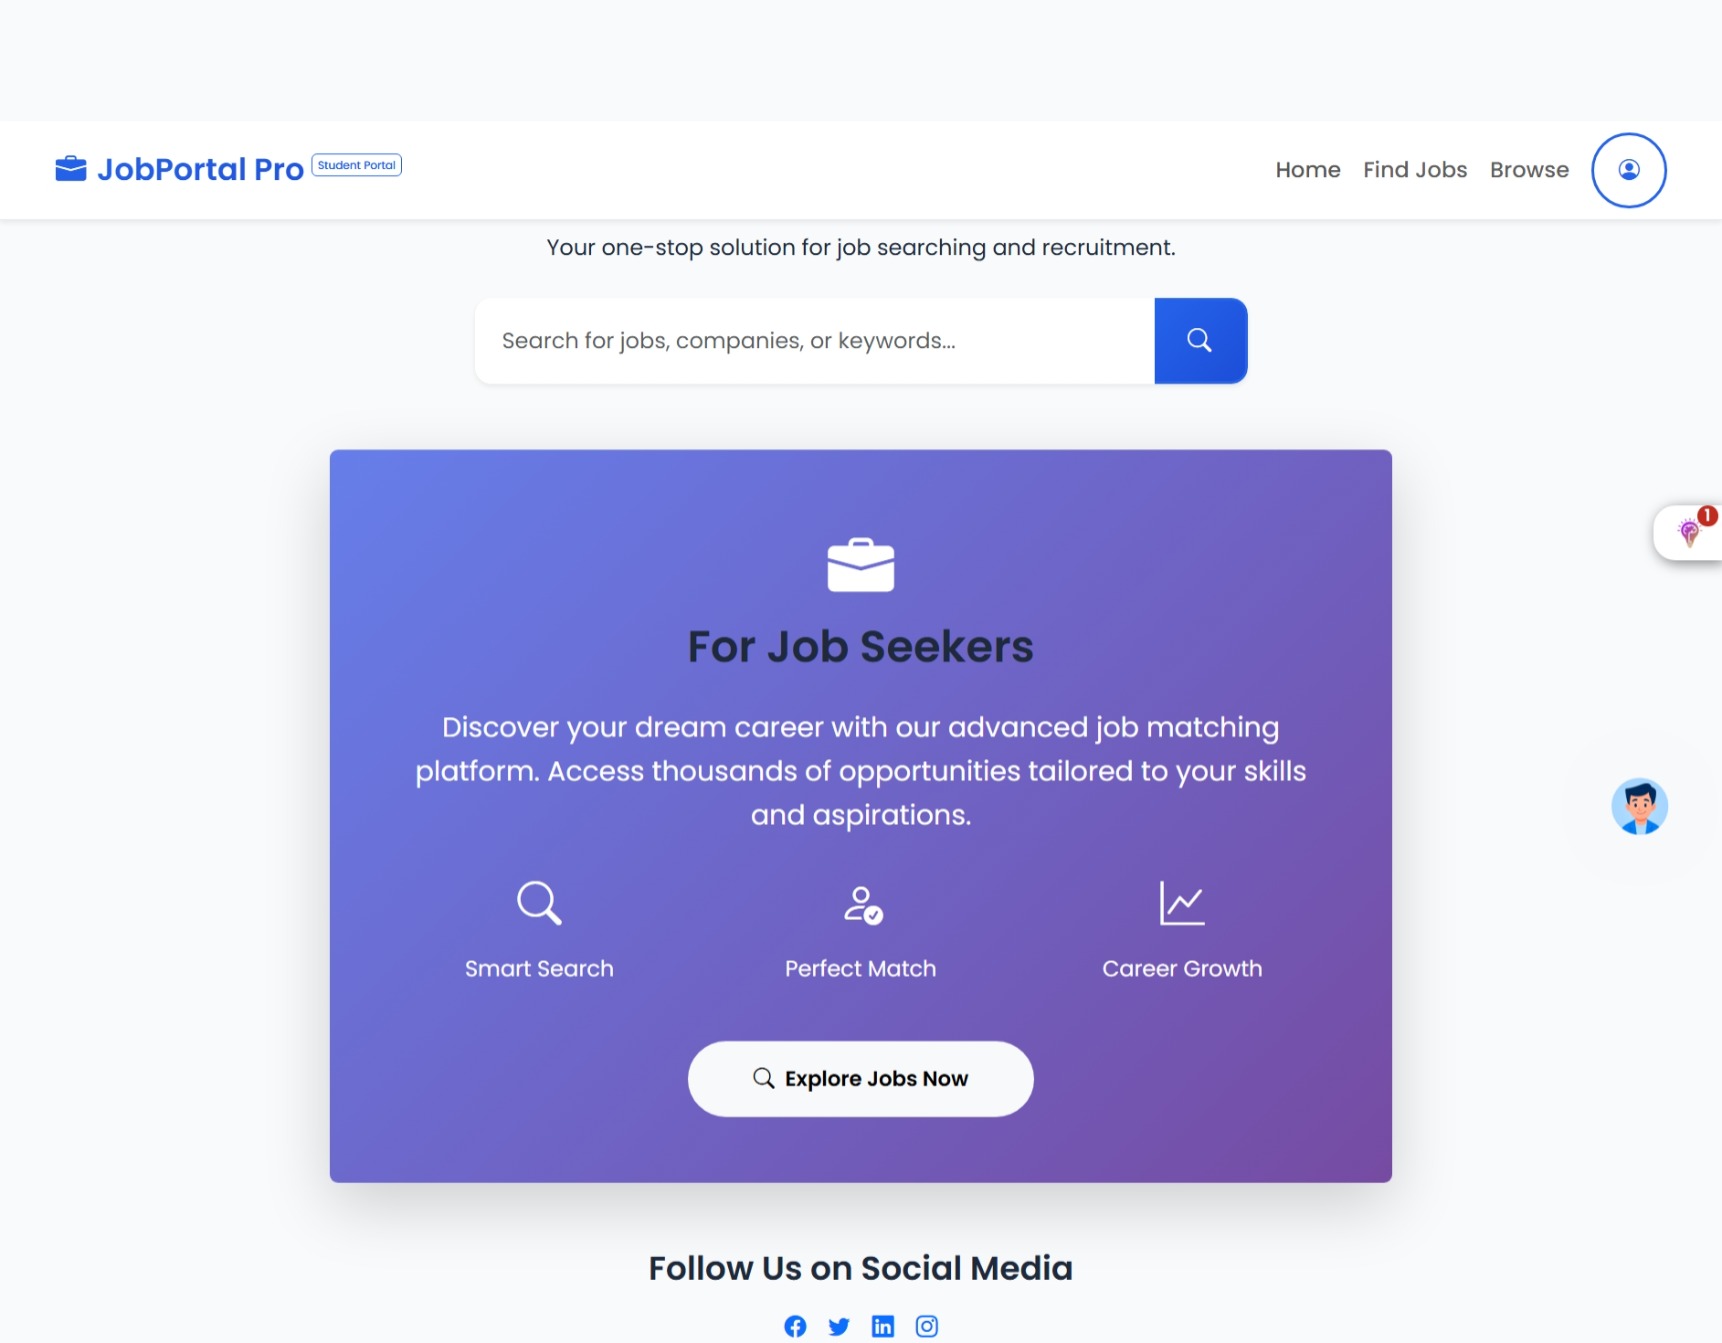 JobPortal Pro
Student Portal
Home
Find Jobs
Browse
Your one-stop solution for job searching and recruitment.
Search for jobs, companies, or keywords...
1
For Job Seekers
Discover your dream career with our advanced job matching
platform. Access thousands of opportunities tailored to your skills
and aspirations.
Smart Search
Perfect Match
Career Growth
Explore Jobs Now
Follow Us on Social Media